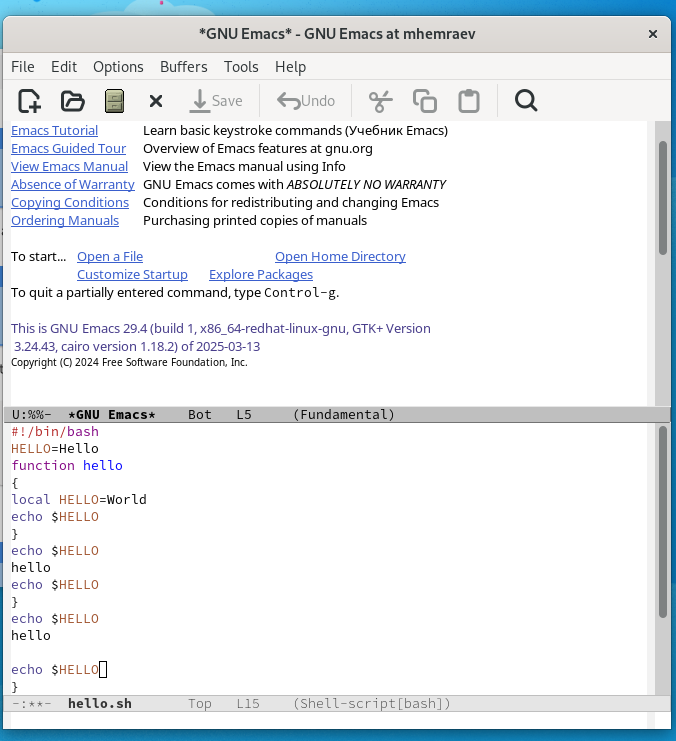 *GNU Emacs* - GNU Emacs at mhemraev
File Edit Options Buffers Tools Help
Save Undo
Emacs Tutorial Learn basic keystroke commands (Учебник Emacs)
Emacs Guided Tour Overview of Emacs features at gnu.org
View Emacs Manual View the Emacs manual using Info
Absence of Warranty GNU Emacs comes with ABSOLUTELY NO WARRANTY
Copying Conditions Conditions for redistributing and changing Emacs
Ordering Manuals Purchasing printed copies of manuals
To start... Open a File Open Home Directory
Customize Startup Explore Packages
To quit a partially entered command, type Control-g.
This is GNU Emacs 29.4 (build 1, x86_64-redhat-linux-gnu, GTK+ Version
3.24.43, cairo version 1.18.2) of 2025-03-13
Copyright (C) 2024 Free Software Foundation, Inc.
U:%%- *GNU Emacs* Bot L5 (Fundamental)
#!/bin/bash
HELLO=Hello
function hello
{
local HELLO=World
echo $HELLO
}
echo $HELLO
hello
echo $HELLO
}
echo $HELLO
hello
echo $HELLO
}
-:**- hello.sh Top L15 (Shell-script[bash])